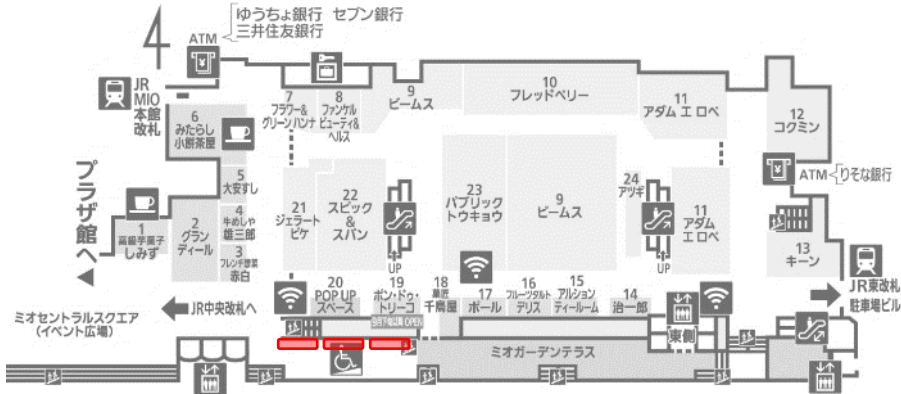 ゆうちょ銀行 セブン銀行
三井住友銀行
ATM
JR
MIO
本館
改札
7
フラワー&
グリーンハンナ
8
ファンケル
ビューティ&
ヘルス
9
ビームス
10
フレッドペリー
11
アダム エ ロペ
12
コクミン
6
みたらし
小餅茶屋
5
大安すし
4
牛めしや
雄三郎
3
フレンチ惣菜
赤白
プラザ館へ
1
高級芋菓子
しみず
2
グラン
ディール
21
ジェラート
ピケ
22
スピック
&
スパン
UP
23
パブリック
トウキョウ
9
ビームス
24
アツギ
UP
11
アダム
エロペ
ATM
りそな銀行
13
キーン
JR東改札
駐車場ビル
JR中央改札へ
ミオセントラルスクエア
(イベント広場)
20
POP UP
スペース
19
ポン・ドゥ・
トリーコ
OPEN
18
菓匠
千鳥屋
17
ポール
16
フルーツタルト
デリス
15
アルション
ティールーム
14
治一郎
東側
ミオガーデンテラス